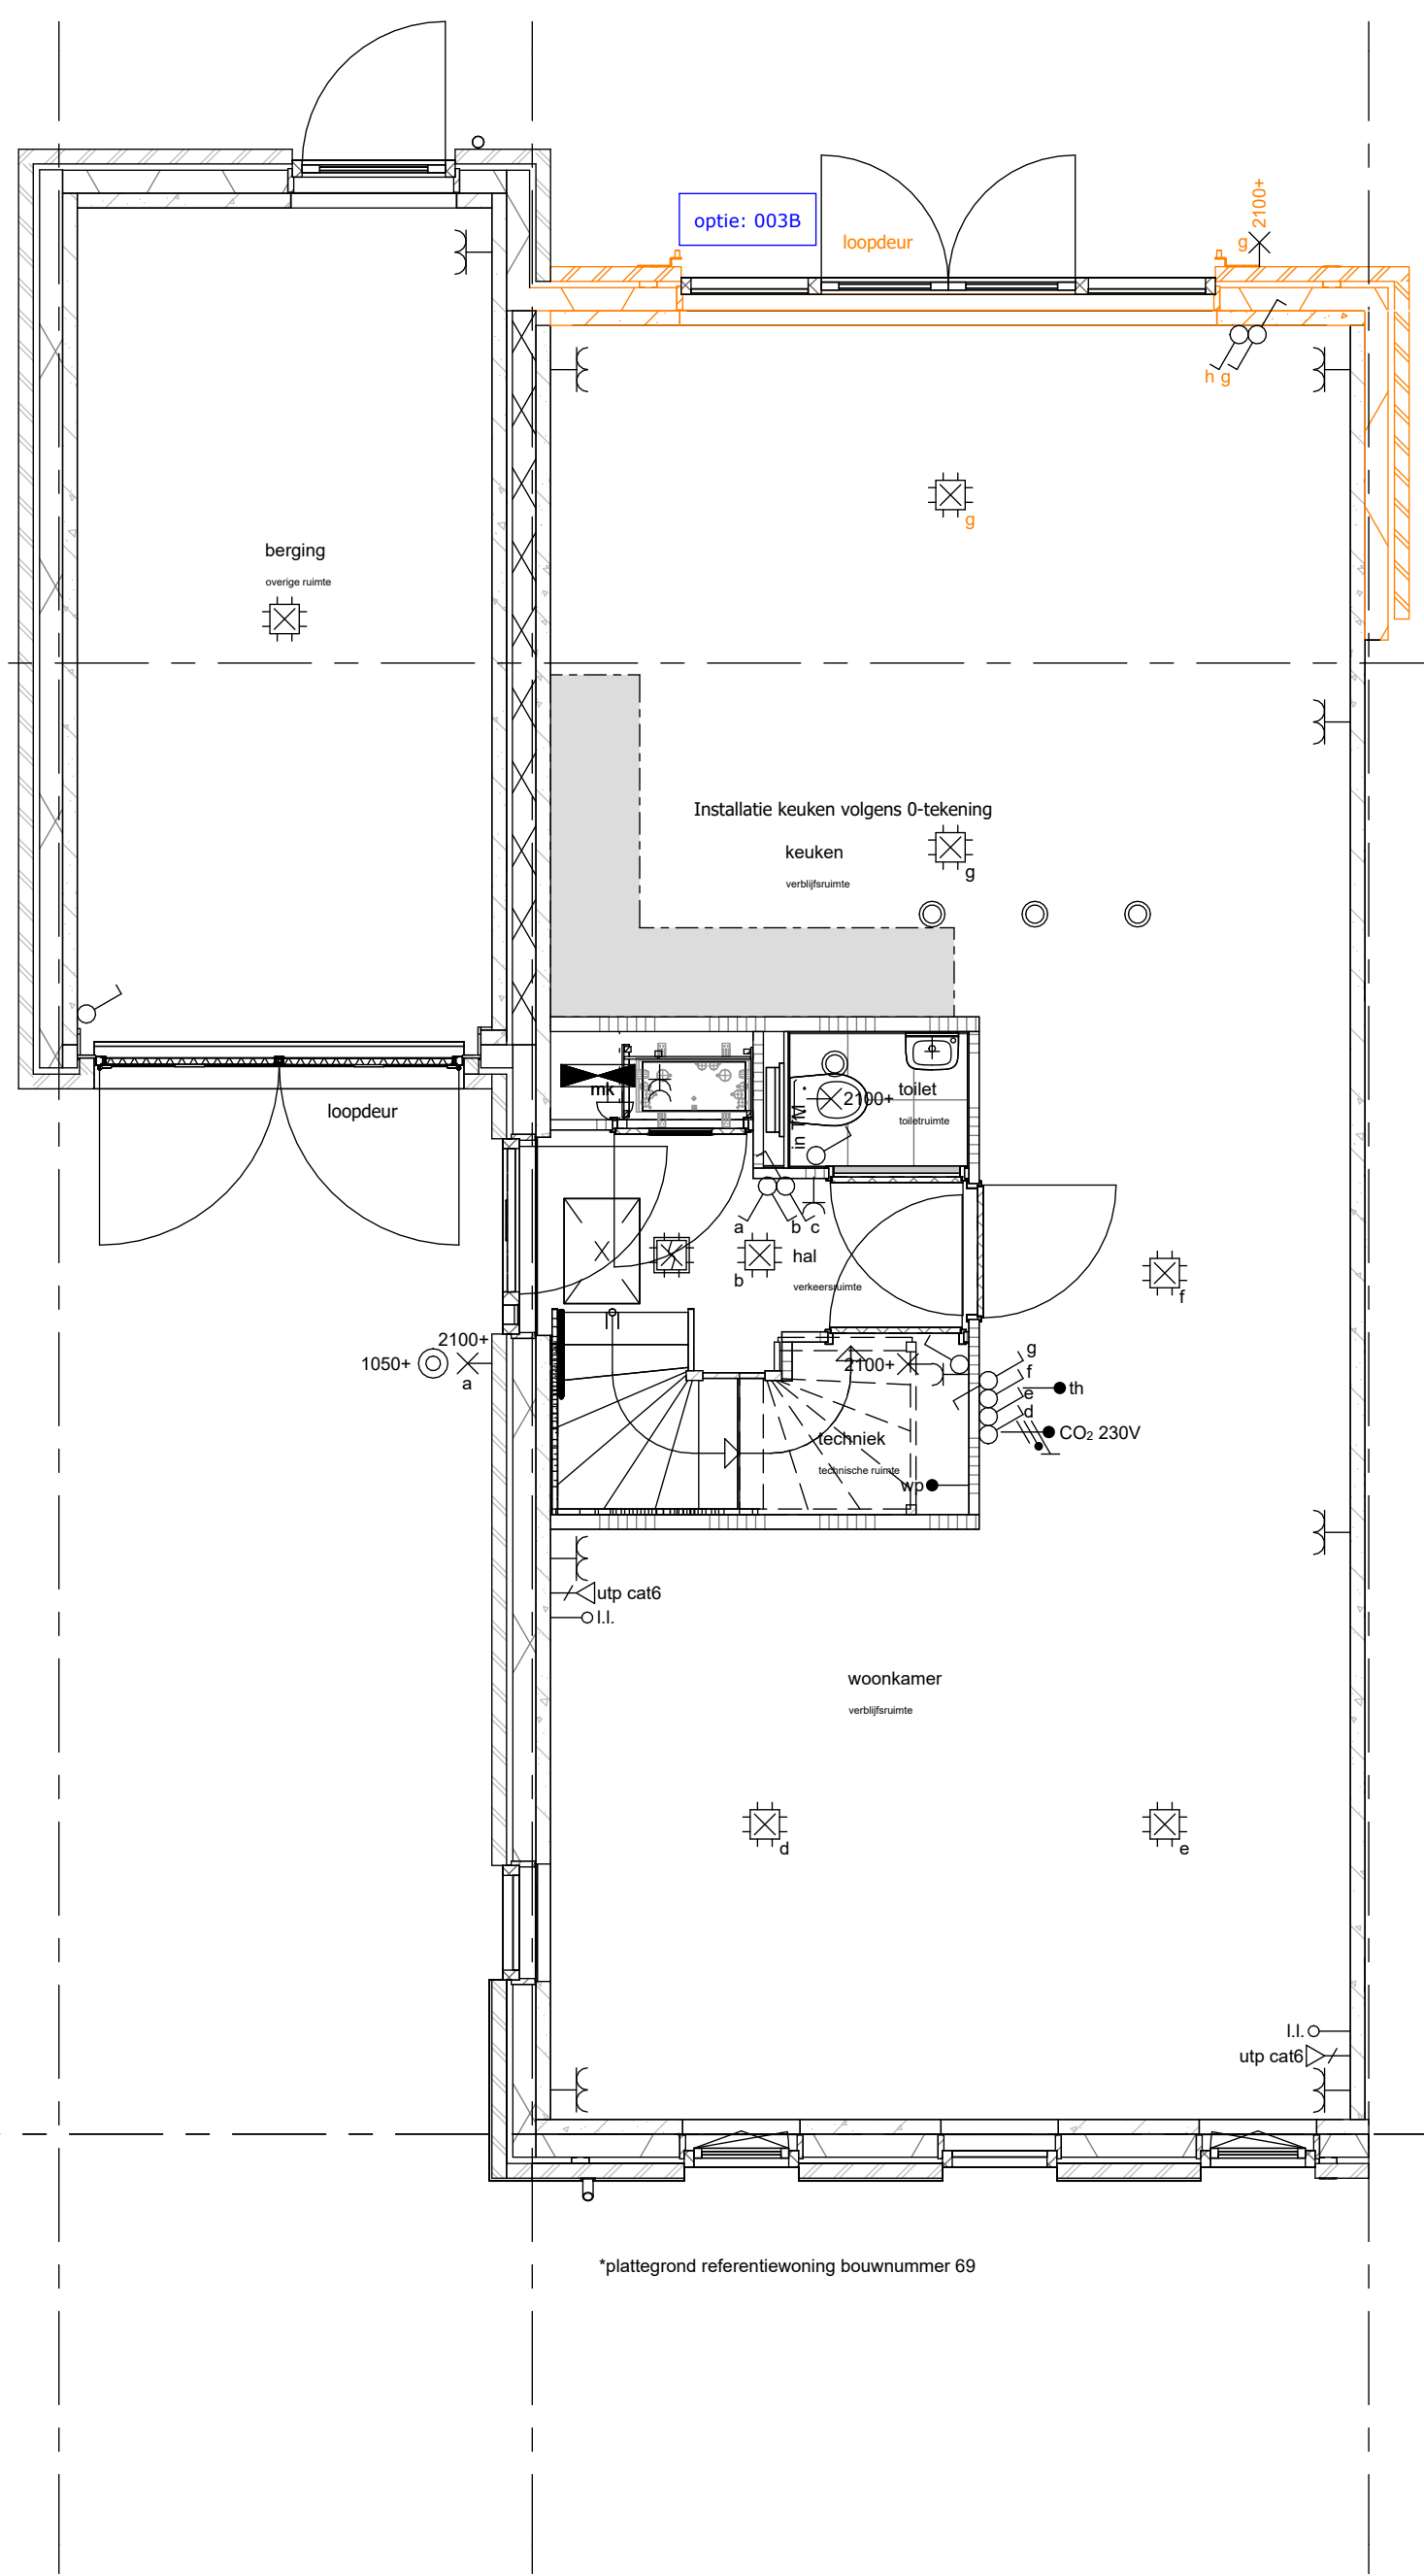 2100+
optie: 003B
loopdeur
g
h g
g
berging
overige ruimte
Installatie keuken volgens 0-tekening
keuken
verblijfsruimte
g
mk
toilet
2100+
toiletruimte
in TM
loopdeur
a
b c
hal
b
verkeersruimte
f
2100+
1050+
a
2100+
g
f
e
d
th
CO₂ 230V
techniek
technische ruimte
wp
utp cat6
l.l.
woonkamer
verblijfsruimte
d
e
l.l.
utp cat6
*plattegrond referentiewoning bouwnummer 69